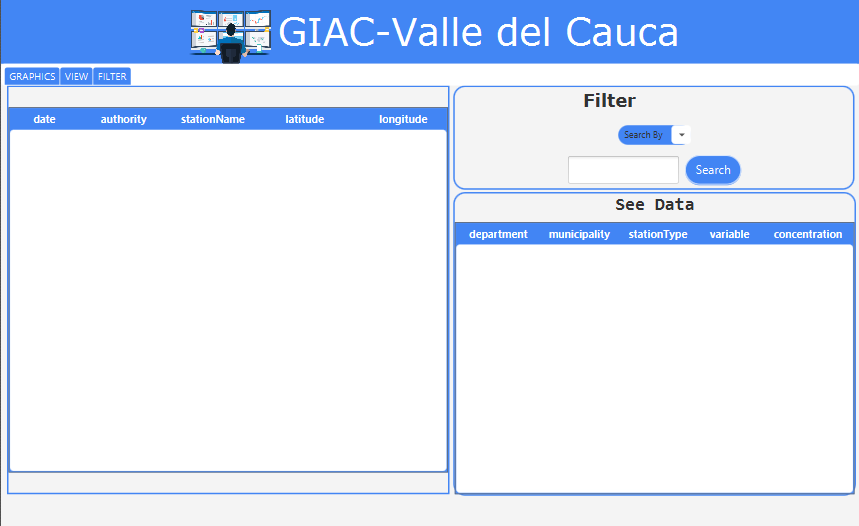 GIAC-Valle del Cauca
GRAPHICS VIEW FILTER
date authority stationName latitude longitude
Filter
Search By
Search
See Data
department municipality stationType variable concentration